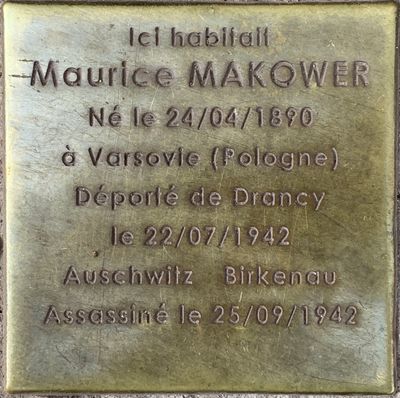 Ici habitait
Maurice MAKOWER
Né le 24/04/1890
à Varsovie (Pologne)
Déporté de Drancy
le 22/07/1942
Auschwitz Birkenau
Assassiné le 25/09/1942